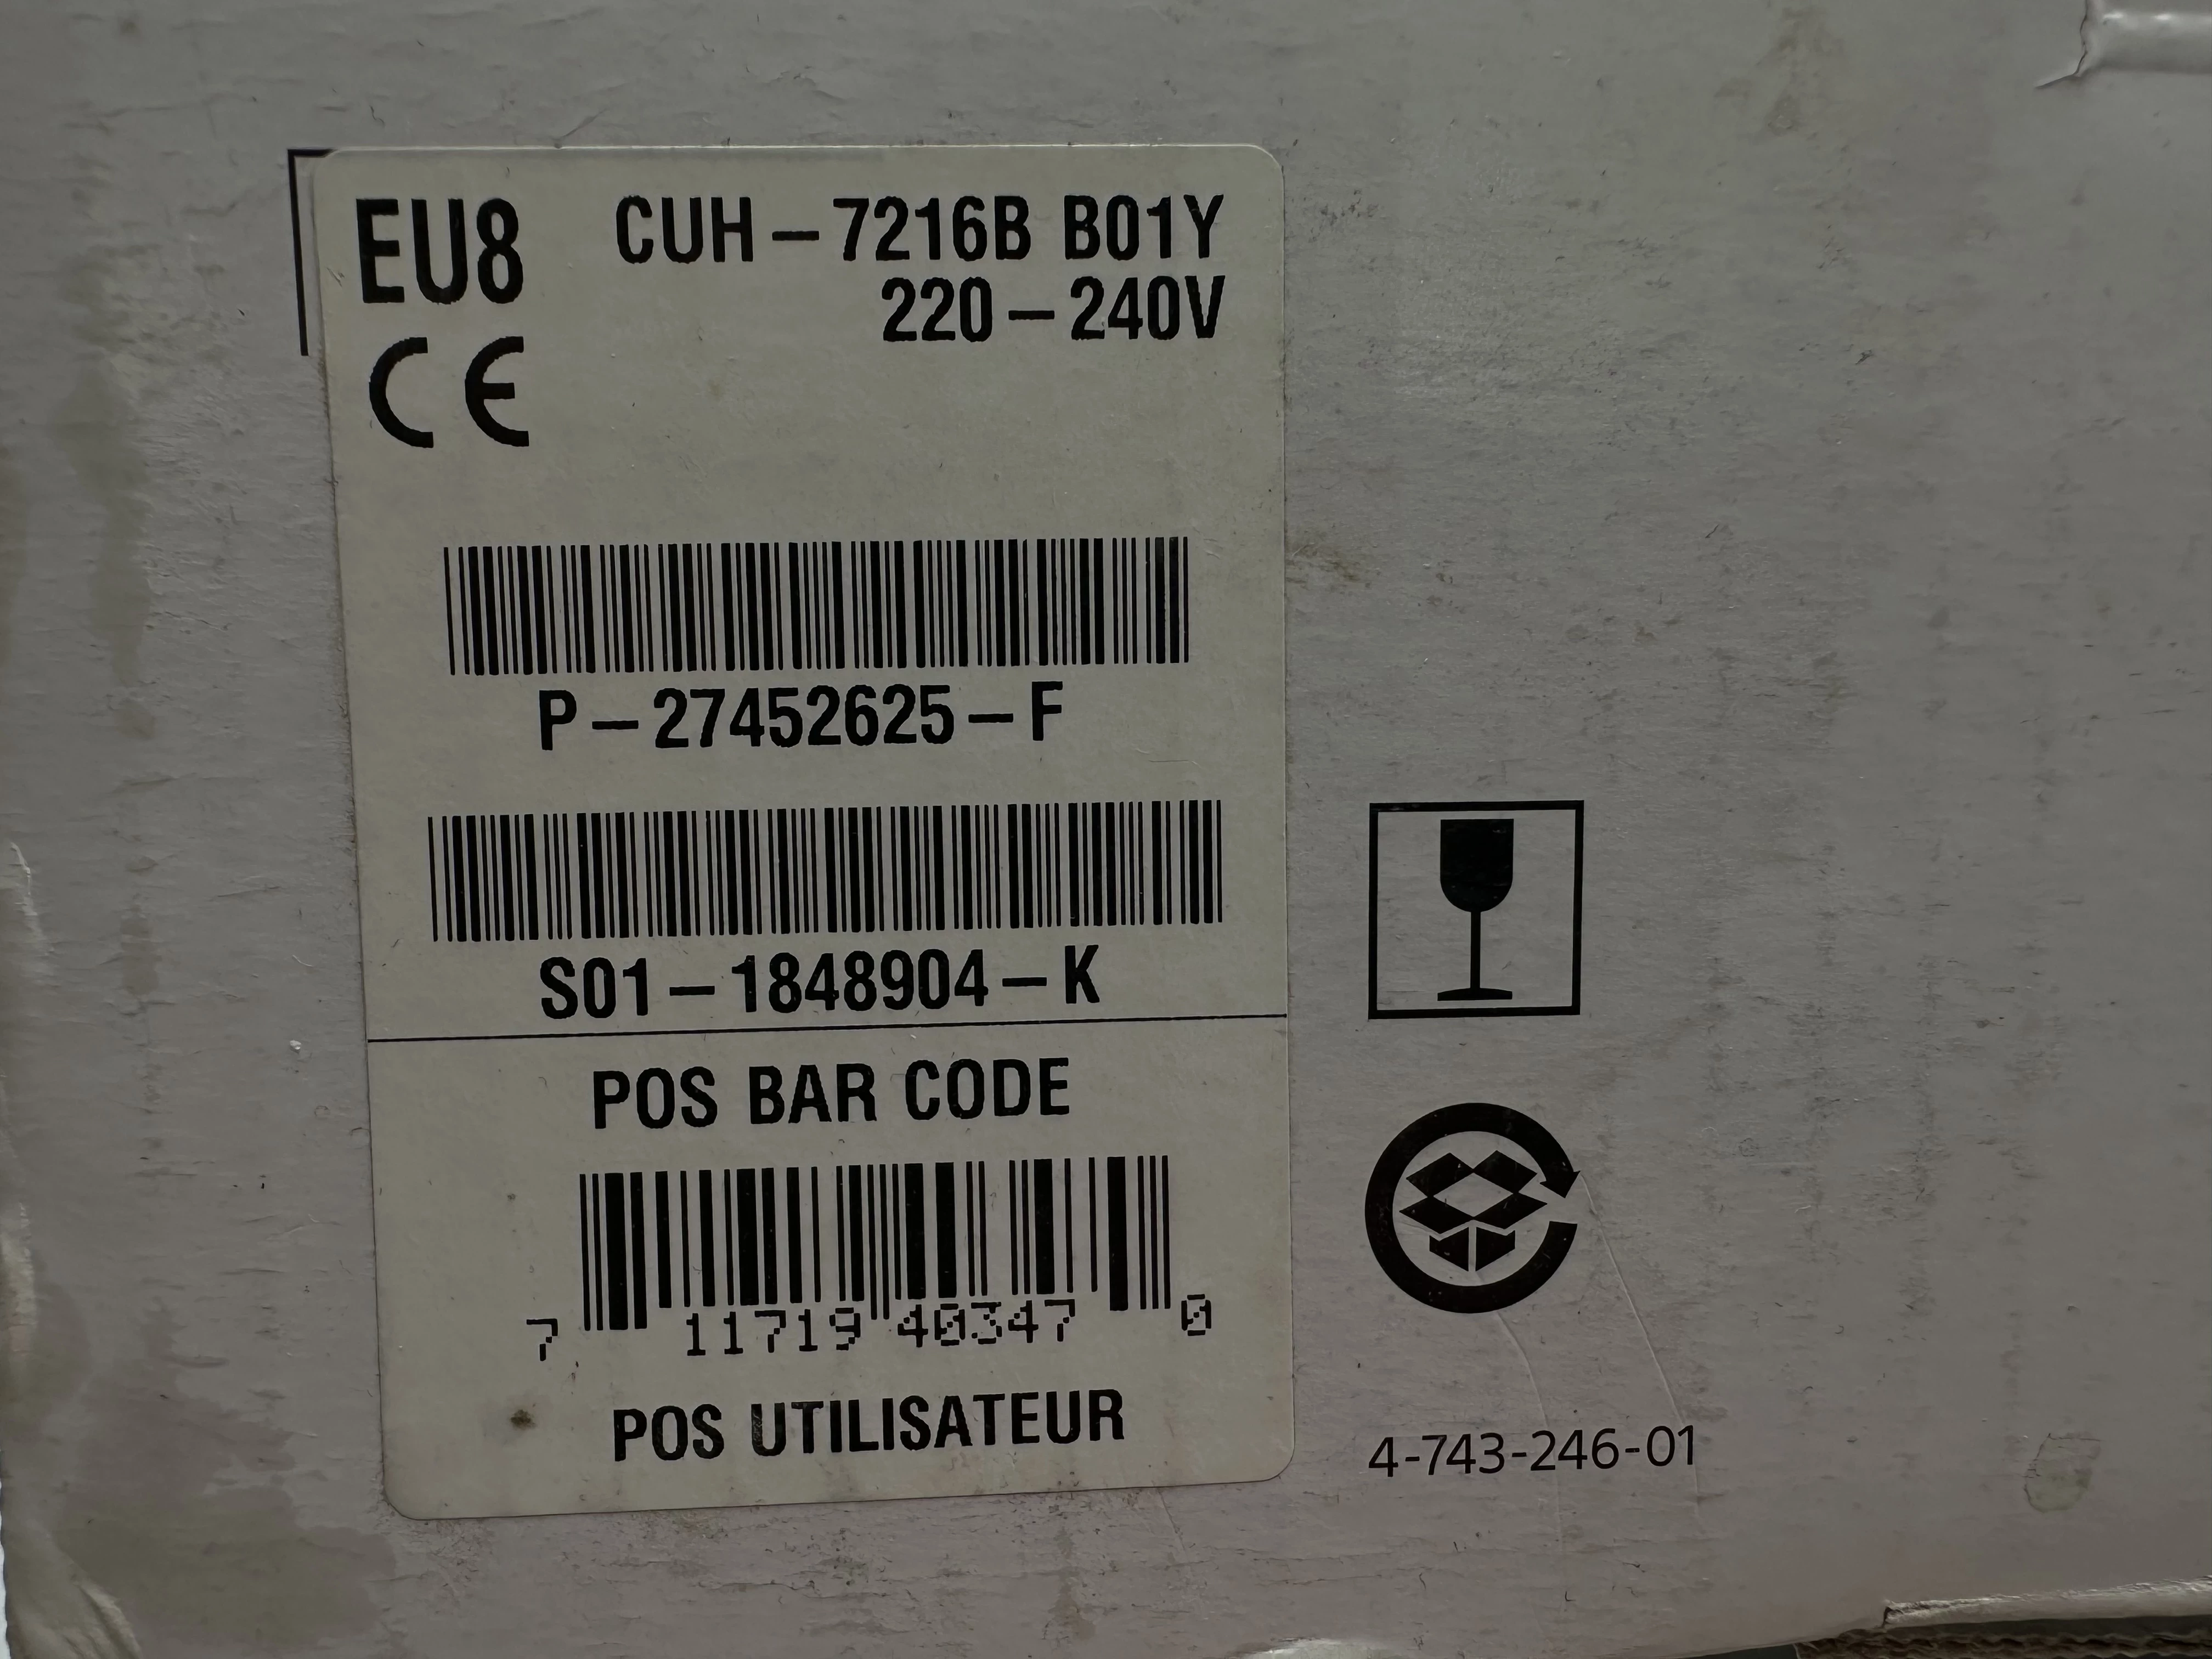 EU8 CUH-7216B B01Y
220-240V
CE
P-27452625-F
S01-1848904-K
POS BAR CODE
7 11719 40347 0
POS UTILISATEUR
4-743-246-01